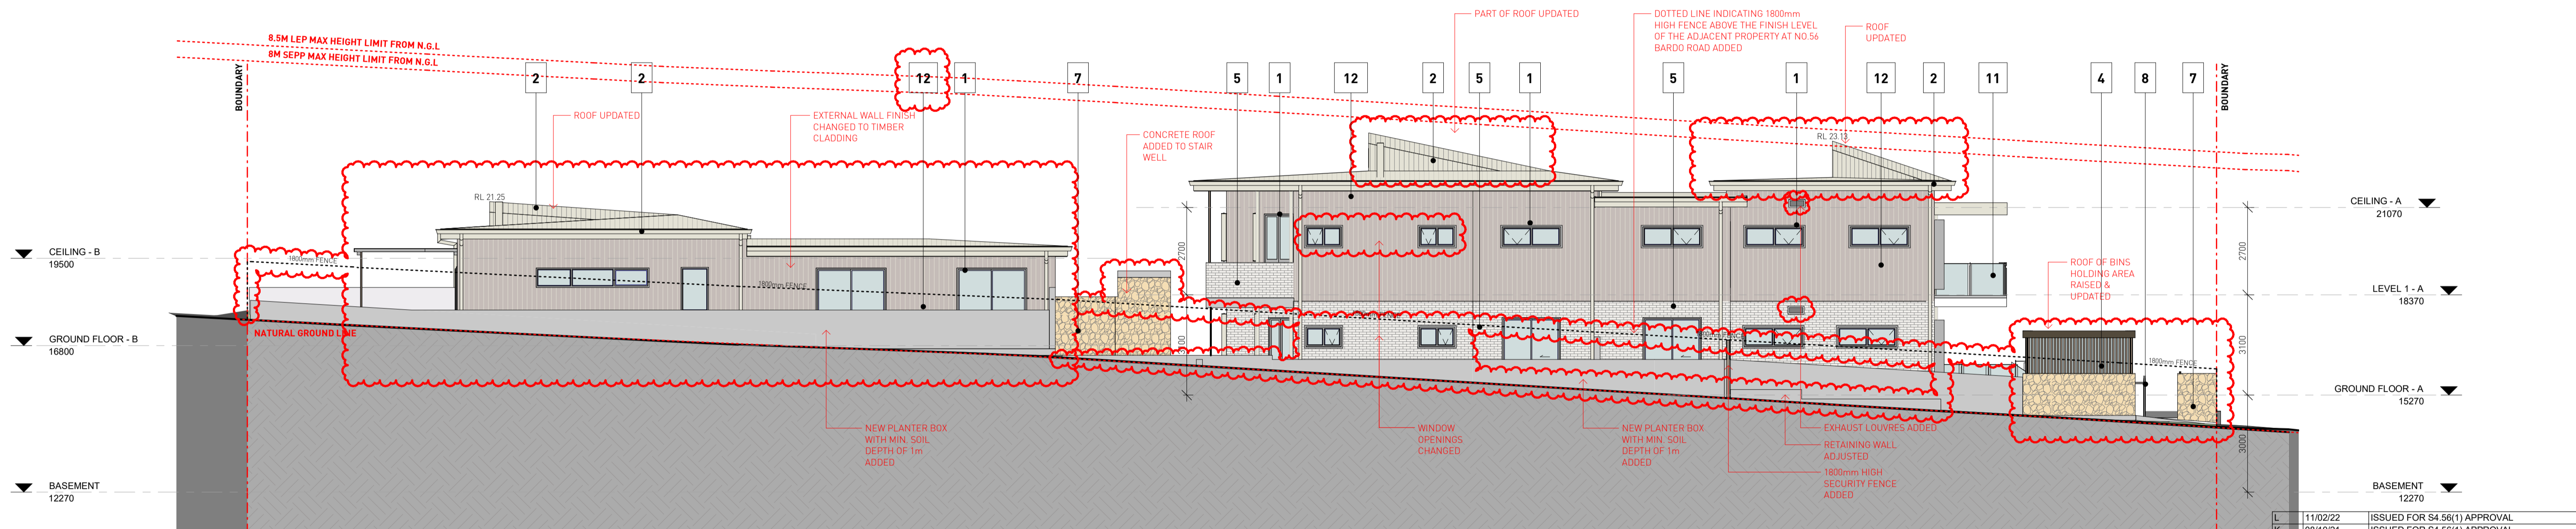 8.5M LEP MAX HEIGHT LIMIT FROM N.G.L
8M SEPP MAX HEIGHT LIMIT FROM N.G.L
BOUNDARY
2
2
12
1
7
5
1
12
2
5
1
5
1
12
2
11
4
8
7
BOUNDARY
PART OF ROOF UPDATED
DOTTED LINE INDICATING 1800mm
HIGH FENCE ABOVE THE FINISH LEVEL
OF THE ADJACENT PROPERTY AT NO.56
BARDO ROAD ADDED
ROOF
UPDATED
ROOF UPDATED
EXTERNAL WALL FINISH
CHANGED TO TIMBER
CLADDING
CONCRETE ROOF
ADDED TO STAIR
WELL
RL 23.13
RL 21.25
CEILING - A
21070
CEILING - B
19500
1800mm FENCE
1800mm FENCE
2700
2700
ROOF OF BINS
HOLDING AREA
RAISED &
UPDATED
LEVEL 1 - A
18370
NATURAL GROUND LINE
GROUND FLOOR - B
16800
3100
3100
1800mm FENCE
GROUND FLOOR - A
15270
NEW PLANTER BOX
WITH MIN. SOIL
DEPTH OF 1m
ADDED
WINDOW
OPENINGS
CHANGED
NEW PLANTER BOX
WITH MIN. SOIL
DEPTH OF 1m
ADDED
EXHAUST LOUVRES ADDED
RETAINING WALL
ADJUSTED
1800mm HIGH
SECURITY FENCE
ADDED
3000
BASEMENT
12270
BASEMENT
12270
L 11/02/22 ISSUED FOR S4.56(1) APPROVAL